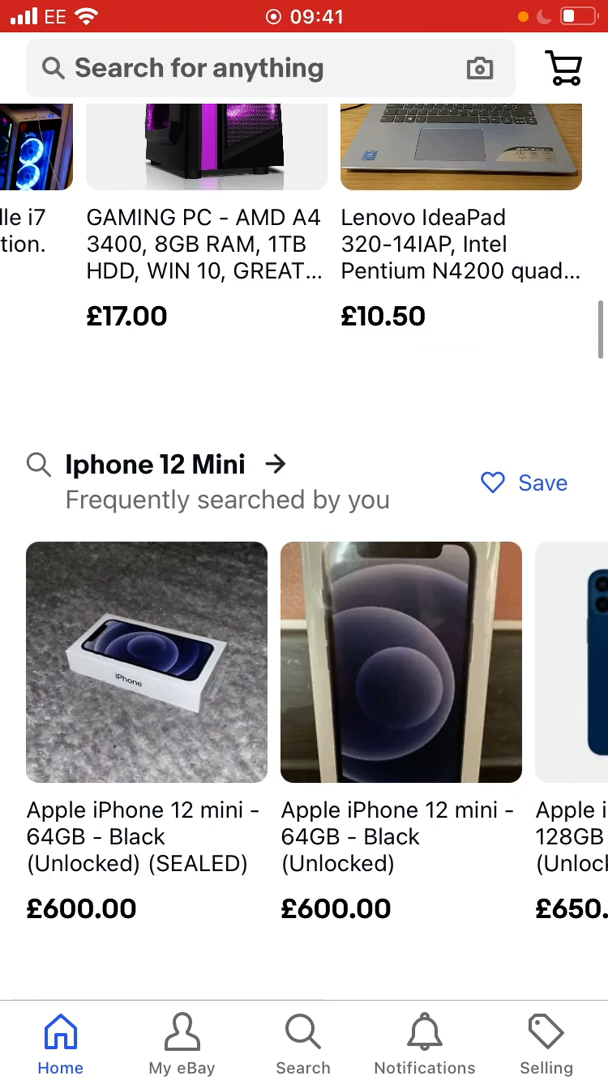 EE 09:41
Search for anything
lle i7
tion.
GAMING PC - AMD A4
3400, 8GB RAM, 1TB
HDD, WIN 10, GREAT...
£17.00
Lenovo IdeaPad
320-14IAP, Intel
Pentium N4200 quad...
£10.50
Iphone 12 Mini →
Frequently searched by you
Save
iPhone
Apple iPhone 12 mini -
64GB - Black
(Unlocked) (SEALED)
£600.00
Apple iPhone 12 mini -
64GB - Black
(Unlocked)
£600.00
Apple i
128GB
(Unloc
£650.
Home
My eBay
Search
Notifications
Selling